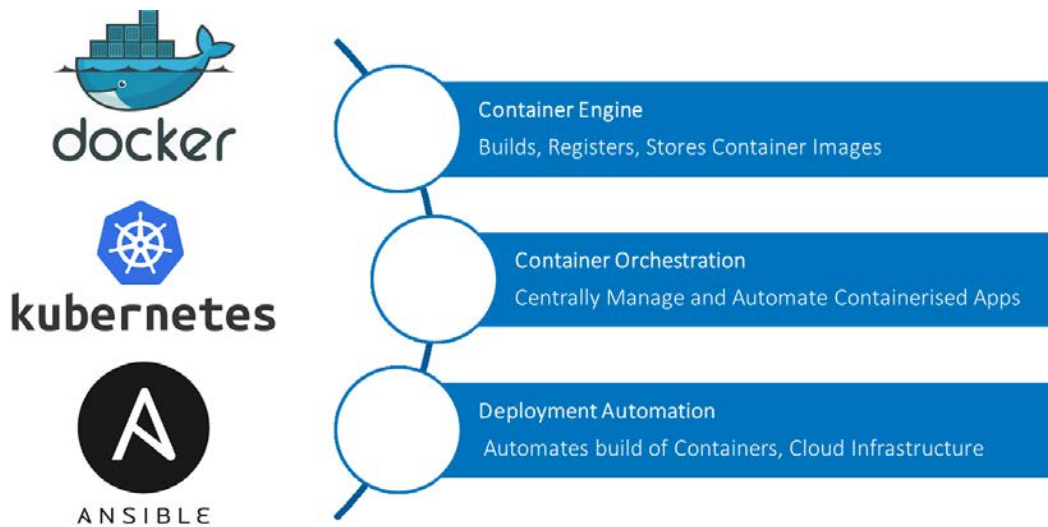 docker
Container Engine
Builds, Registers, Stores Container Images
kubernetes
Container Orchestration
Centrally Manage and Automate Containerised Apps
ANSIBLE
Deployment Automation
Automates build of Containers, Cloud Infrastructure